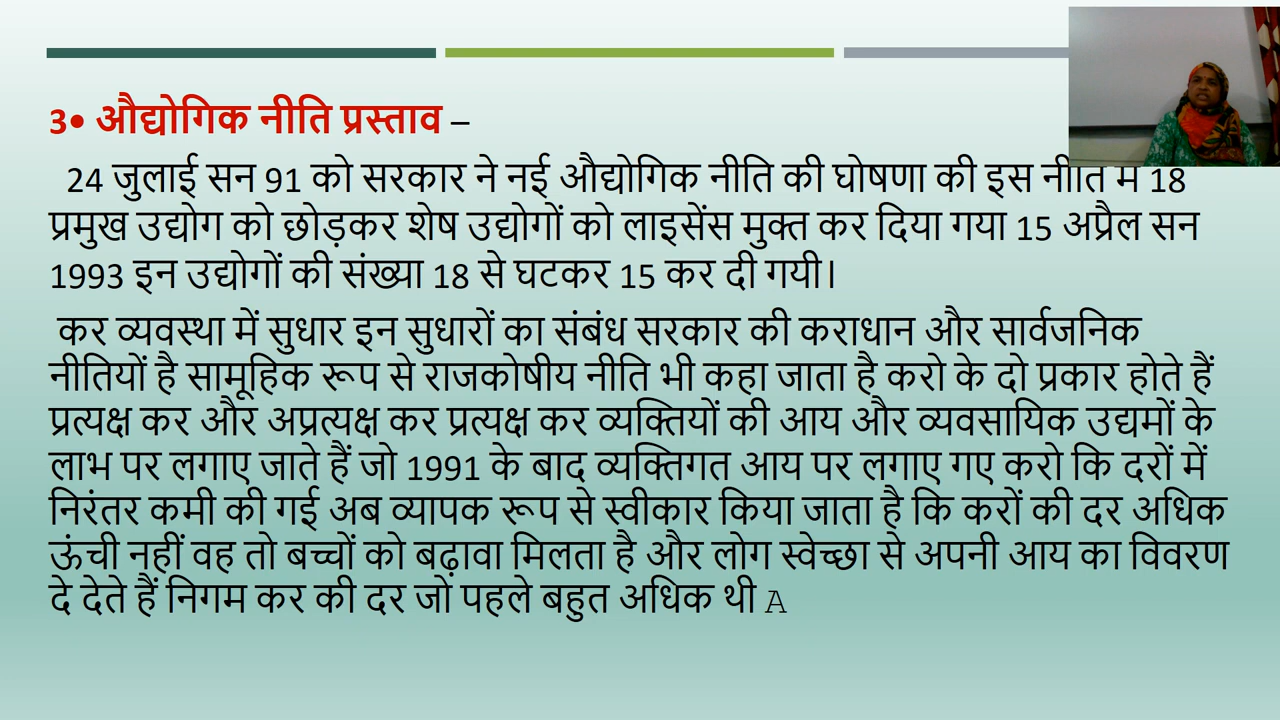 3• औद्योगिक नीति प्रस्ताव –
24 जुलाई सन 91 को सरकार ने नई औद्योगिक नीति की घोषणा की इस नीति में 18
प्रमुख उद्योग को छोड़कर शेष उद्योगों को लाइसेंस मुक्त कर दिया गया 15 अप्रैल सन
1993 इन उद्योगों की संख्या 18 से घटकर 15 कर दी गयी।
कर व्यवस्था में सुधार इन सुधारों का संबंध सरकार की कराधान और सार्वजनिक
नीतियों है सामूहिक रूप से राजकोषीय नीति भी कहा जाता है करो के दो प्रकार होते हैं
प्रत्यक्ष कर और अप्रत्यक्ष कर प्रत्यक्ष कर व्यक्तियों की आय और व्यवसायिक उद्यमों के
लाभ पर लगाए जाते हैं जो 1991 के बाद व्यक्तिगत आय पर लगाए गए करो कि दरों में
निरंतर कमी की गई अब व्यापक रूप से स्वीकार किया जाता है कि करों की दर अधिक
ऊंची नहीं वह तो बच्चों को बढ़ावा मिलता है और लोग स्वेच्छा से अपनी आय का विवरण
दे देते हैं निगम कर की दर जो पहले बहुत अधिक थी A